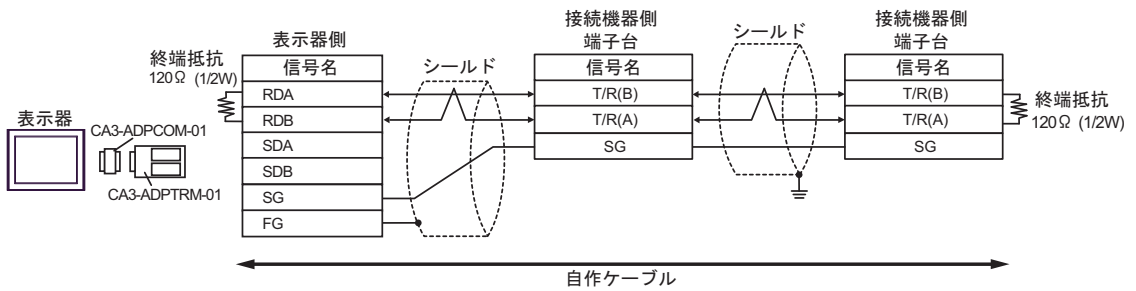 表示器
CA3-ADPCOM-01
CA3-ADPTRM-01
終端抵抗
120Ω (1/2W)
表示器側
信号名
RDA
RDB
SDA
SDB
SG
FG
シールド
接続機器側
端子台
信号名
T/R(B)
T/R(A)
SG
シールド
接続機器側
端子台
信号名
T/R(B)
T/R(A)
SG
終端抵抗
120Ω (1/2W)
自作ケーブル